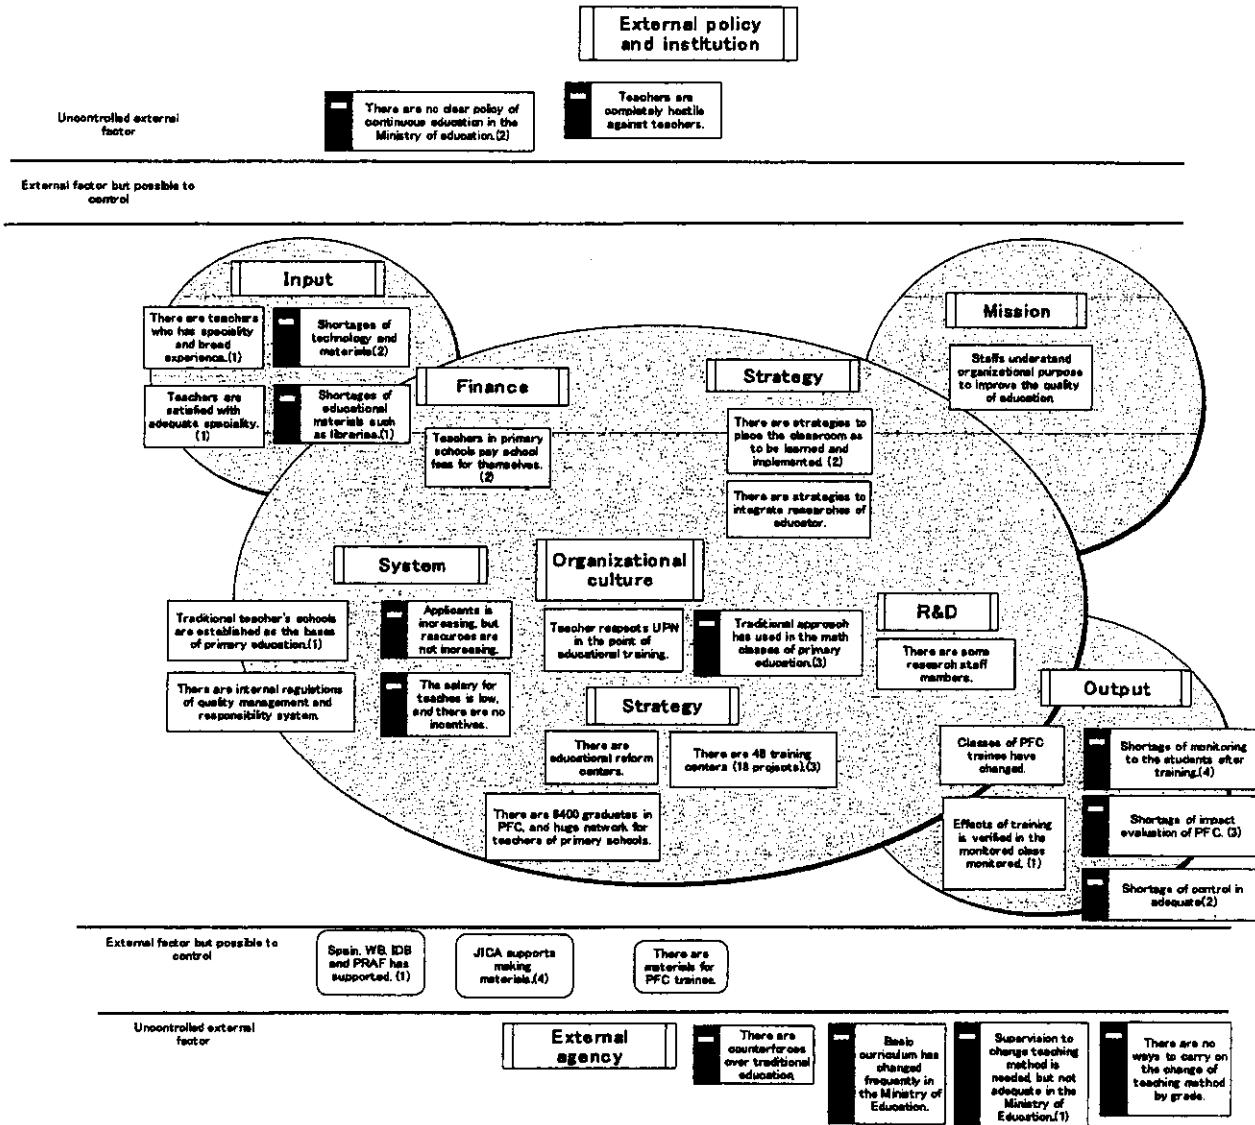 External policy
and institution
Uncontrolled external
factor
There are no clear policy of
continuous education in the
Ministry of education.(2)
Teachers are
completely hostile
against teachers.
External factor but possible to
control
Input
There are teachers
who has speciality
and broad
experience.(1)
Shortages of
technology and
materials(2)
Teachers are
satisfied with
adequate speciality.
(1)
Shortages of
educational
materials such
as libraries.(1)
Finance
Teachers in primary
schools pay school
fees for themselves.
(2)
Strategy
There are strategies to
place the classroom as
to be learned and
implemented. (2)
There are strategies to
integrate researches of
educator.
Mission
Staffs understand
organizational purpose
to improve the quality
of education
System
Traditional teacher's schools
are established as the bases
of primary education.(1)
Applicants is
increasing, but
resources are
not increasing.
There are internal regulations
of quality management and
responsibility system.
The salary for
teaches is low,
and there are no
incentives.
Organizational
culture
Teacher respects UPN
in the point of
educational training.
Traditional approach
has used in the math
classes of primary
education.(3)
R&D
There are some
research staff
members.
Strategy
There are
educational reform
centers.
There are 48 training
centers (18 projects).(3)
There are 8400 graduates in
PFC, and huge network for
teachers of primary schools.
Output
Classes of PFC
trainee have
changed.
Shortage of monitoring
to the students after
training.(4)
Effects of training
is verified in the
monitored class
monitored. (1)
Shortage of impact
evaluation of PFC. (3)
Shortage of control in
adequate(2)
External factor but possible to
control
Spain, WB, IDB
and PRAF has
supported. (1)
JICA supports
making
materials.(4)
There are
materials for
PFC trainee.
Uncontrolled external
factor
External
agency
There are
counterforces
over traditional
education.
Basic
curriculum has
changed
frequently in
the Ministry of
Education.
Supervision to
change teaching
method is
needed, but not
adequate in the
Ministry of
Education.(1)
There are no
ways to carry on
the change of
teaching method
by grade.